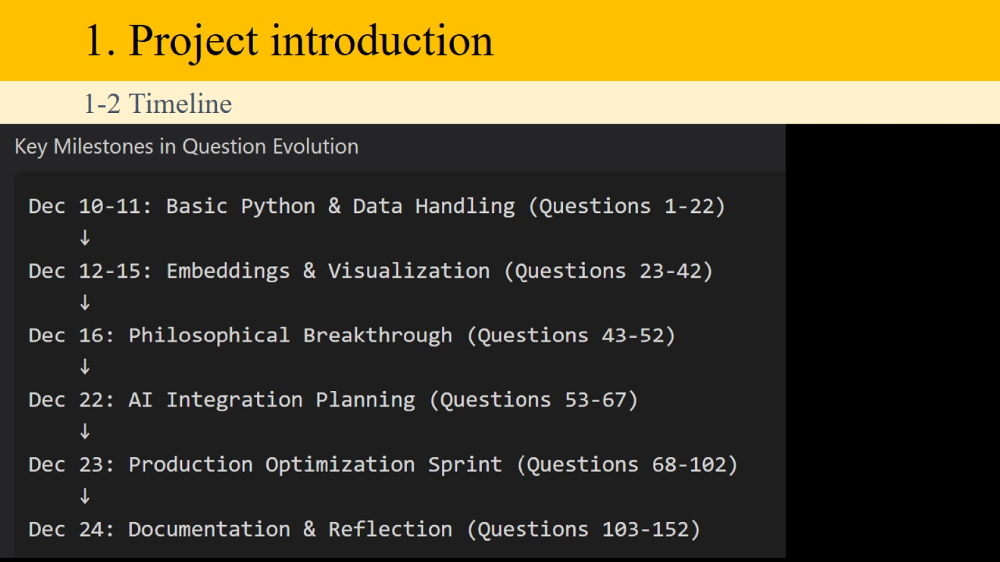 1. Project introduction
1-2 Timeline
Key Milestones in Question Evolution
Dec 10-11: Basic Python & Data Handling (Questions 1-22)
↓
Dec 12-15: Embeddings & Visualization (Questions 23-42)
↓
Dec 16: Philosophical Breakthrough (Questions 43-52)
↓
Dec 22: AI Integration Planning (Questions 53-67)
↓
Dec 23: Production Optimization Sprint (Questions 68-102)
↓
Dec 24: Documentation & Reflection (Questions 103-152)